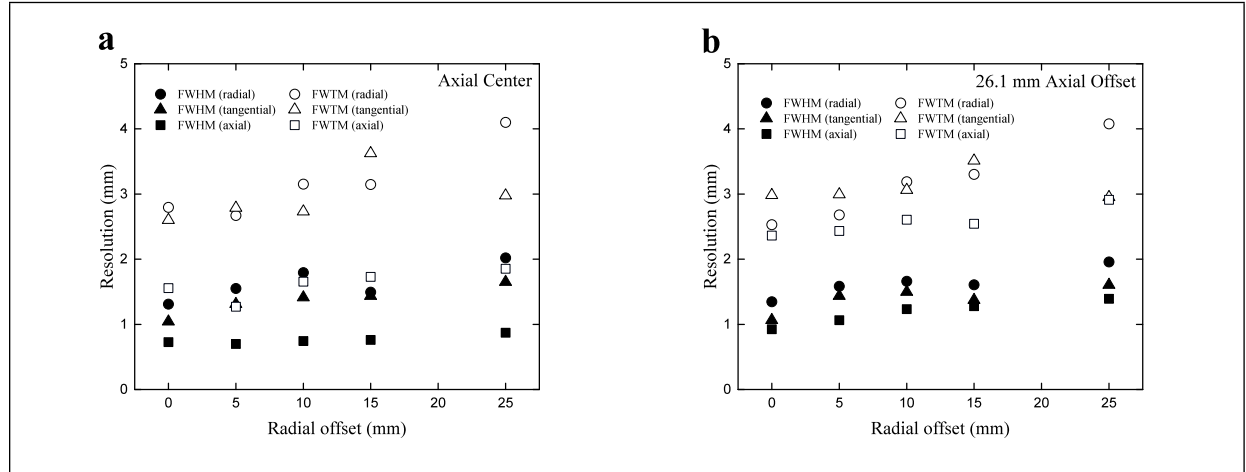 a
Axial Center
FWHM (radial) FWTM (radial)
FWHM (tangential) FWTM (tangential)
FWHM (axial) FWTM (axial)
5
4
3
2
1
0
Resolution (mm)
0 5 10 15 20 25
Radial offset (mm)
b
26.1 mm Axial Offset
FWHM (radial) FWTM (radial)
FWHM (tangential) FWTM (tangential)
FWHM (axial) FWTM (axial)
5
4
3
2
1
0
Resolution (mm)
0 5 10 15 20 25
Radial offset (mm)